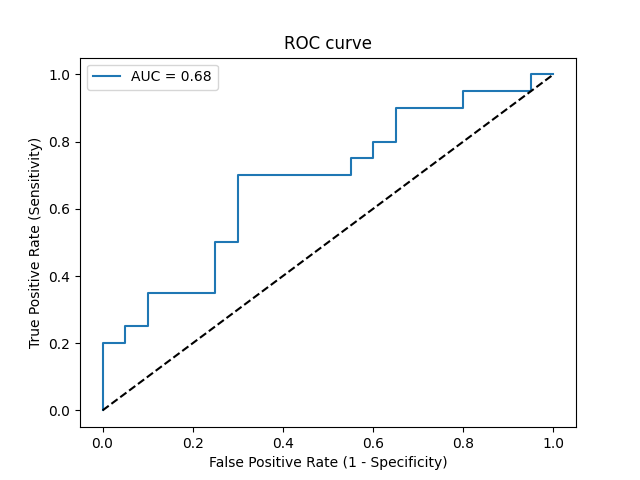 ROC curve
AUC = 0.68
True Positive Rate (Sensitivity)
1.0
0.8
0.6
0.4
0.2
0.0
0.0 0.2 0.4 0.6 0.8 1.0
False Positive Rate (1 - Specificity)